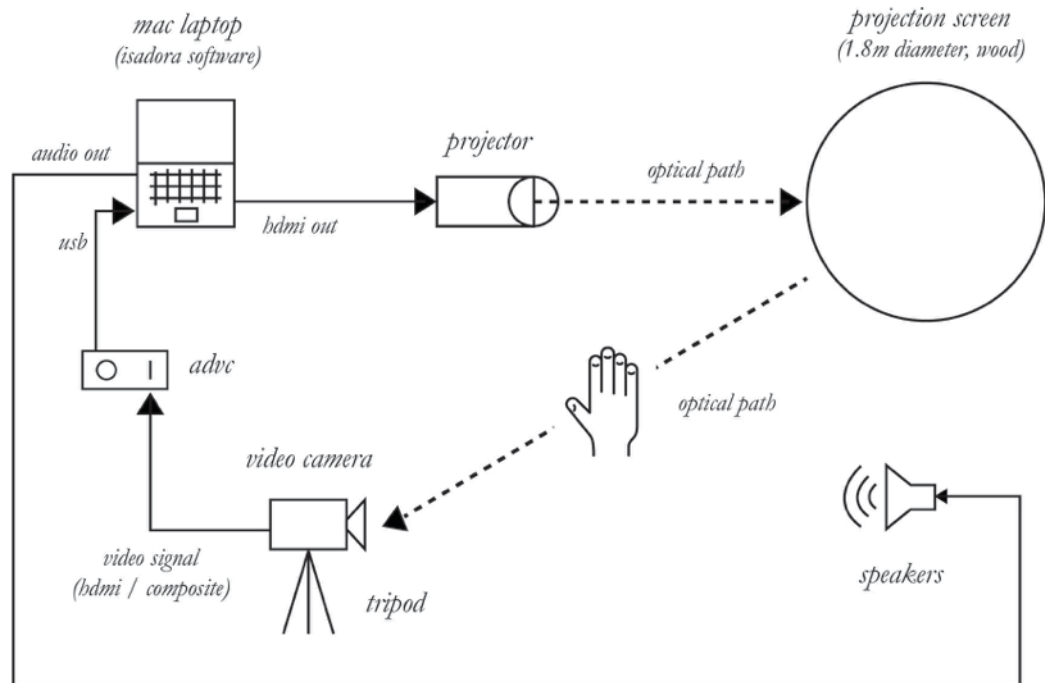 mac laptop
(isadora software)
projection screen
(1.8m diameter, wood)
audio out
projector
optical path
hdmi out
usb
advc
optical path
video camera
video signal
(hdmi / composite)
tripod
speakers